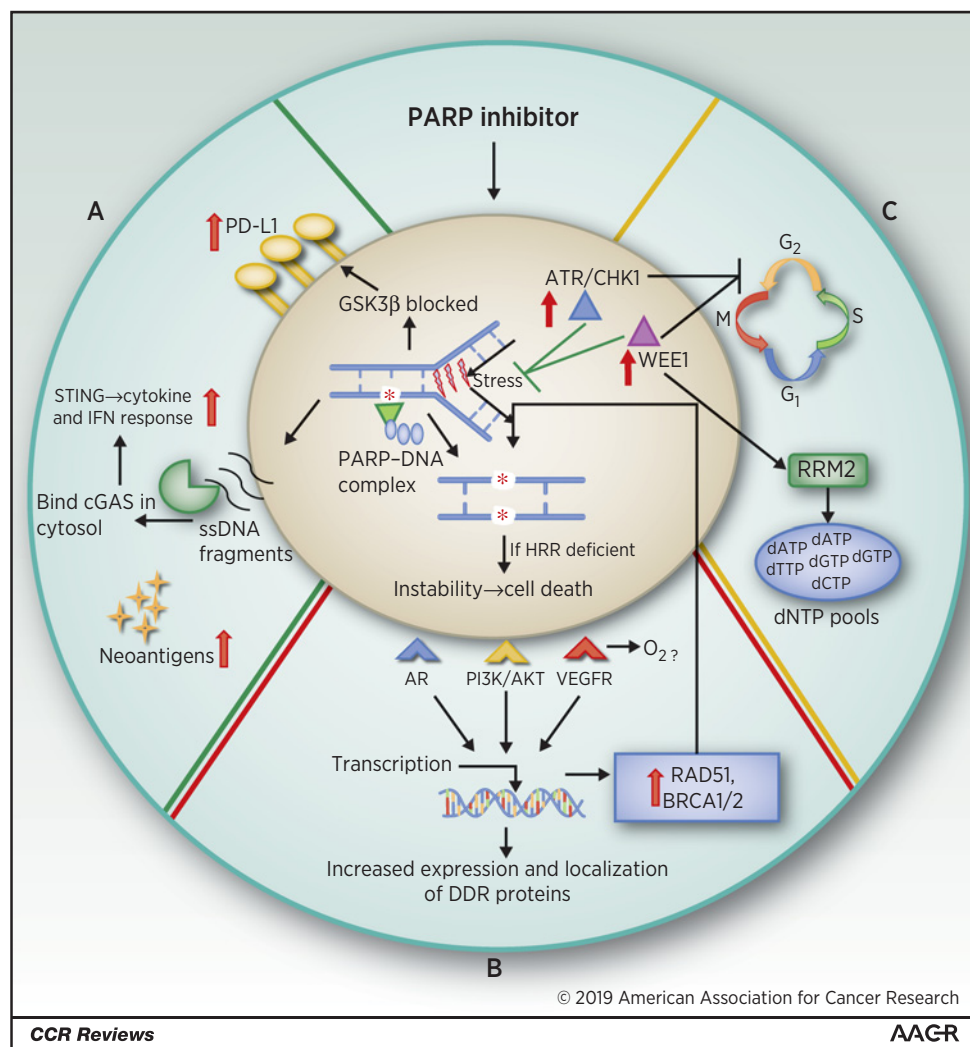 PARP inhibitor
A
C
PD-L1
GSK3β blocked
ATR/CHK1
WEE1
G2
M
S
G1
Stress
*
PARP–DNA
complex
*
*
If HRR deficient
Instability→cell death
STING→cytokine
and IFN response
Bind cGAS in
cytosol
ssDNA
fragments
Neoantigens
RRM2
dATP dATP
dTTP dGTP dGTP
dCTP
dNTP pools
AR
PI3K/AKT
VEGFR
O2 ?
Transcription
RAD51,
BRCA1/2
Increased expression and localization
of DDR proteins
B
© 2019 American Association for Cancer Research
CCR Reviews
AACR